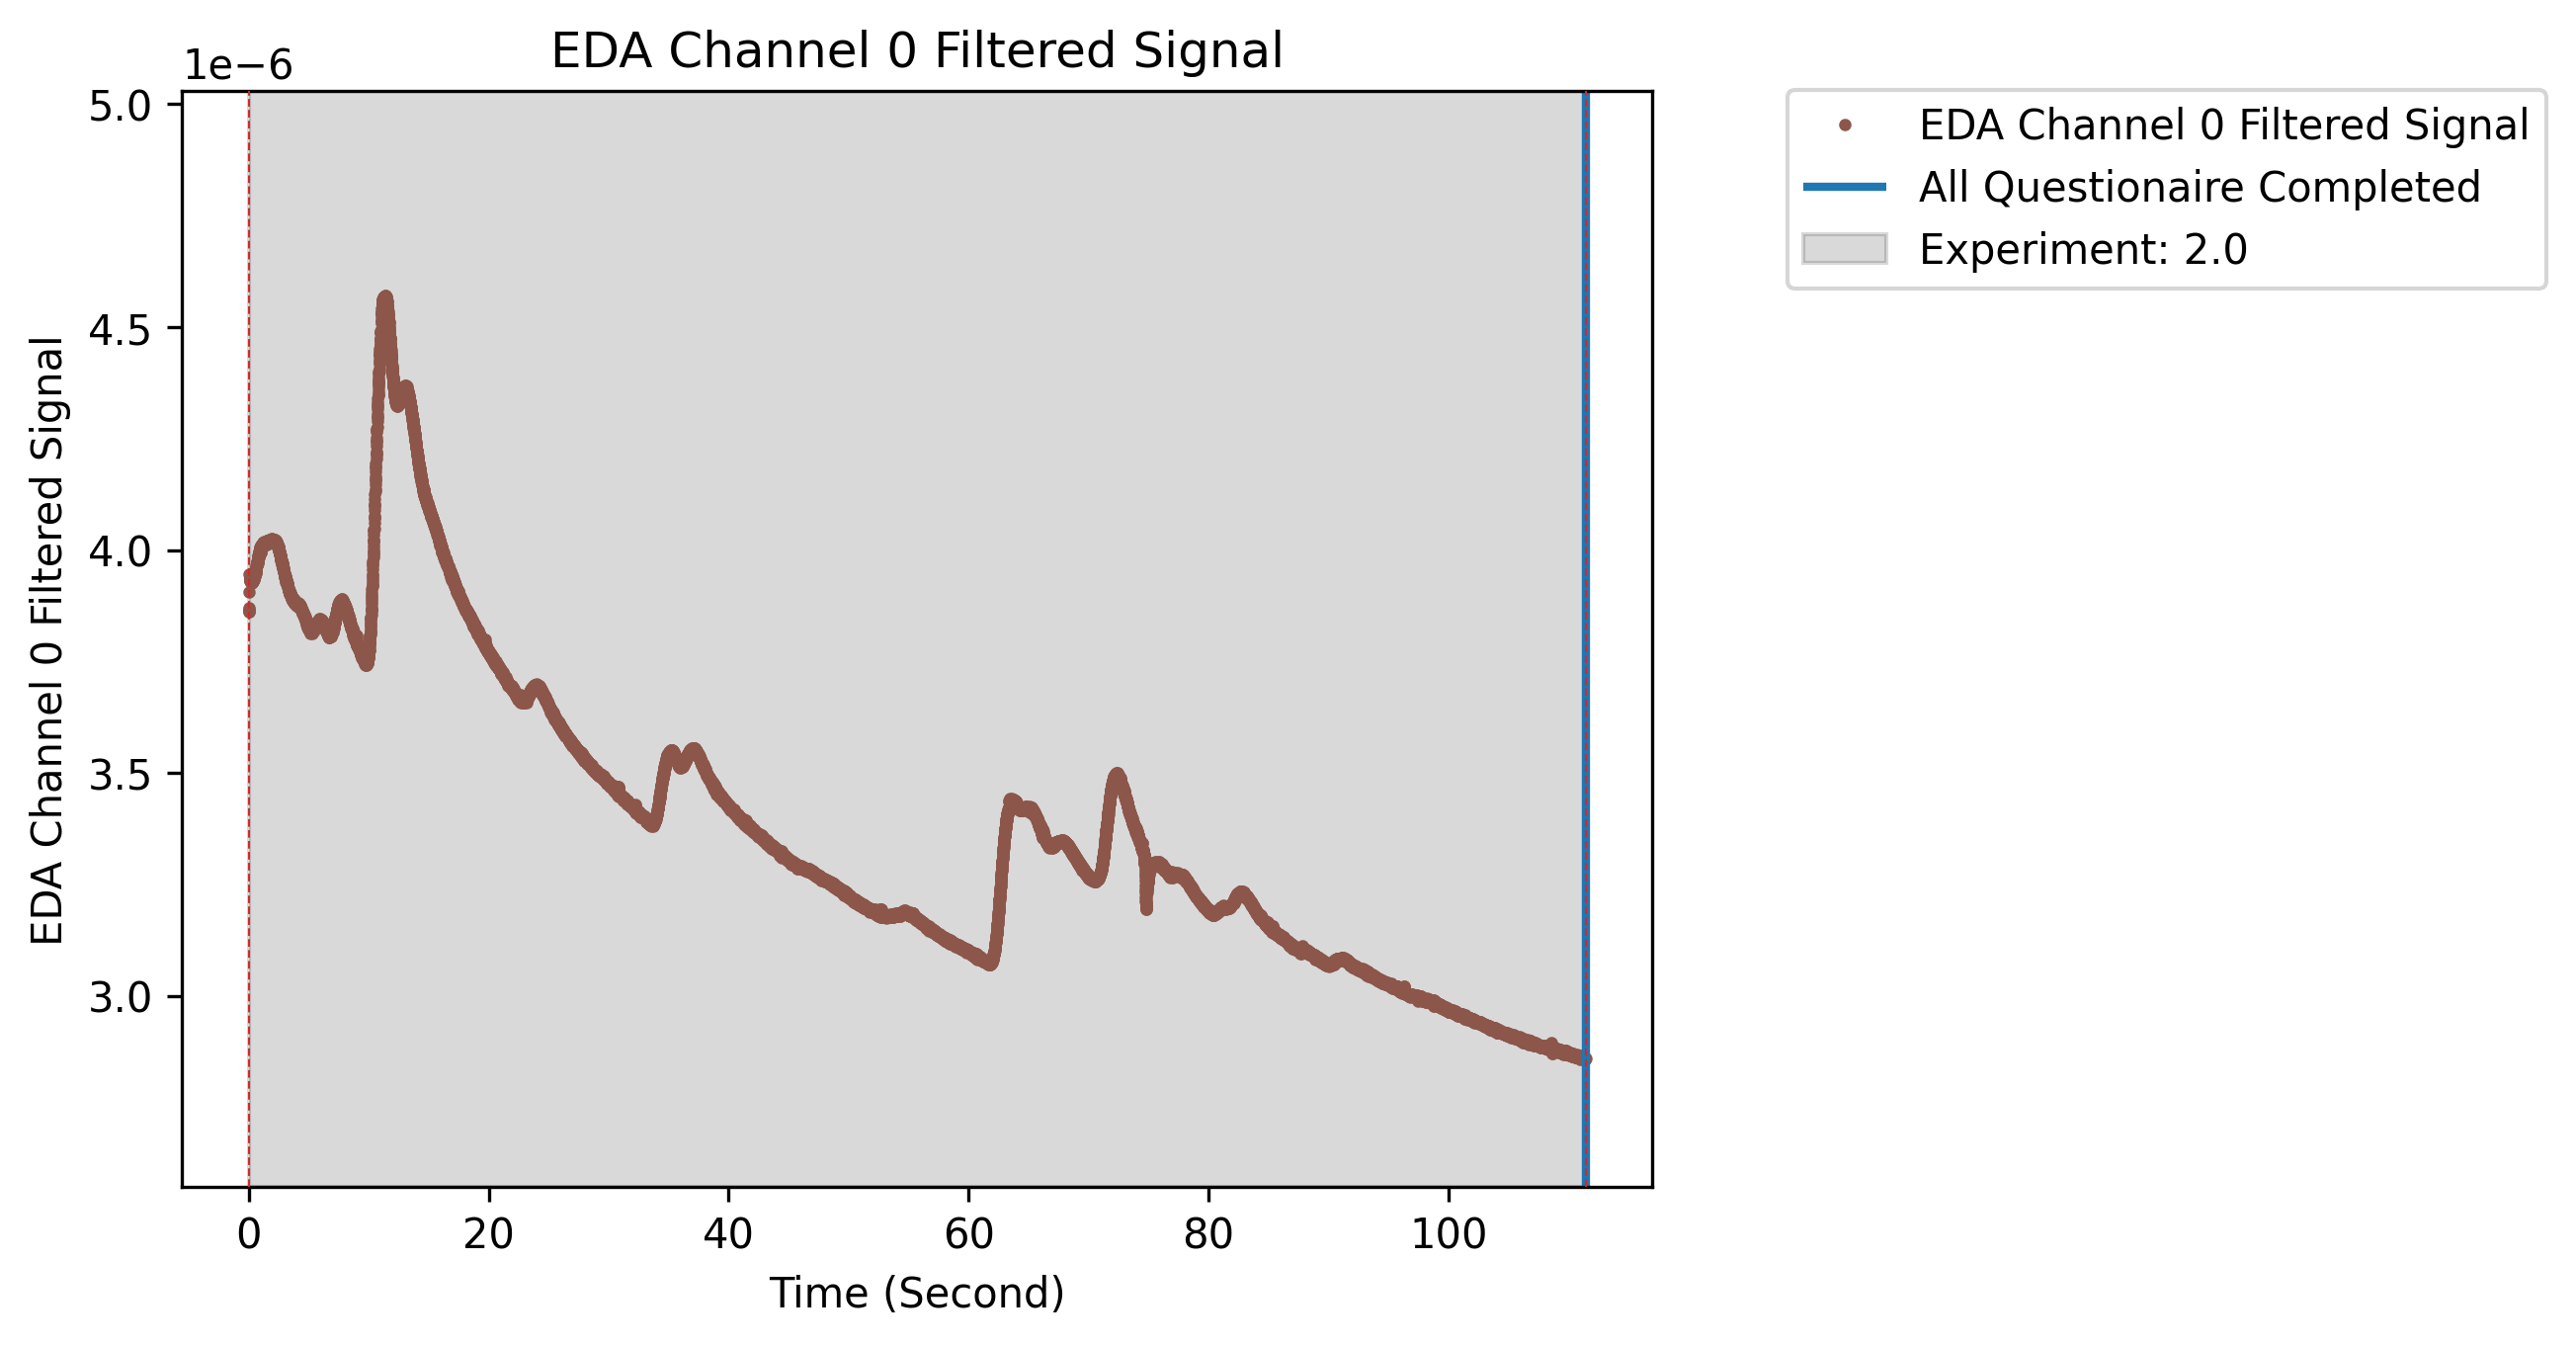 EDA Channel 0 Filtered Signal
1e−6
5.0
4.5
4.0
3.5
3.0
EDA Channel 0 Filtered Signal
0 20 40 60 80 100
Time (Second)
EDA Channel 0 Filtered Signal
All Questionaire Completed
Experiment: 2.0